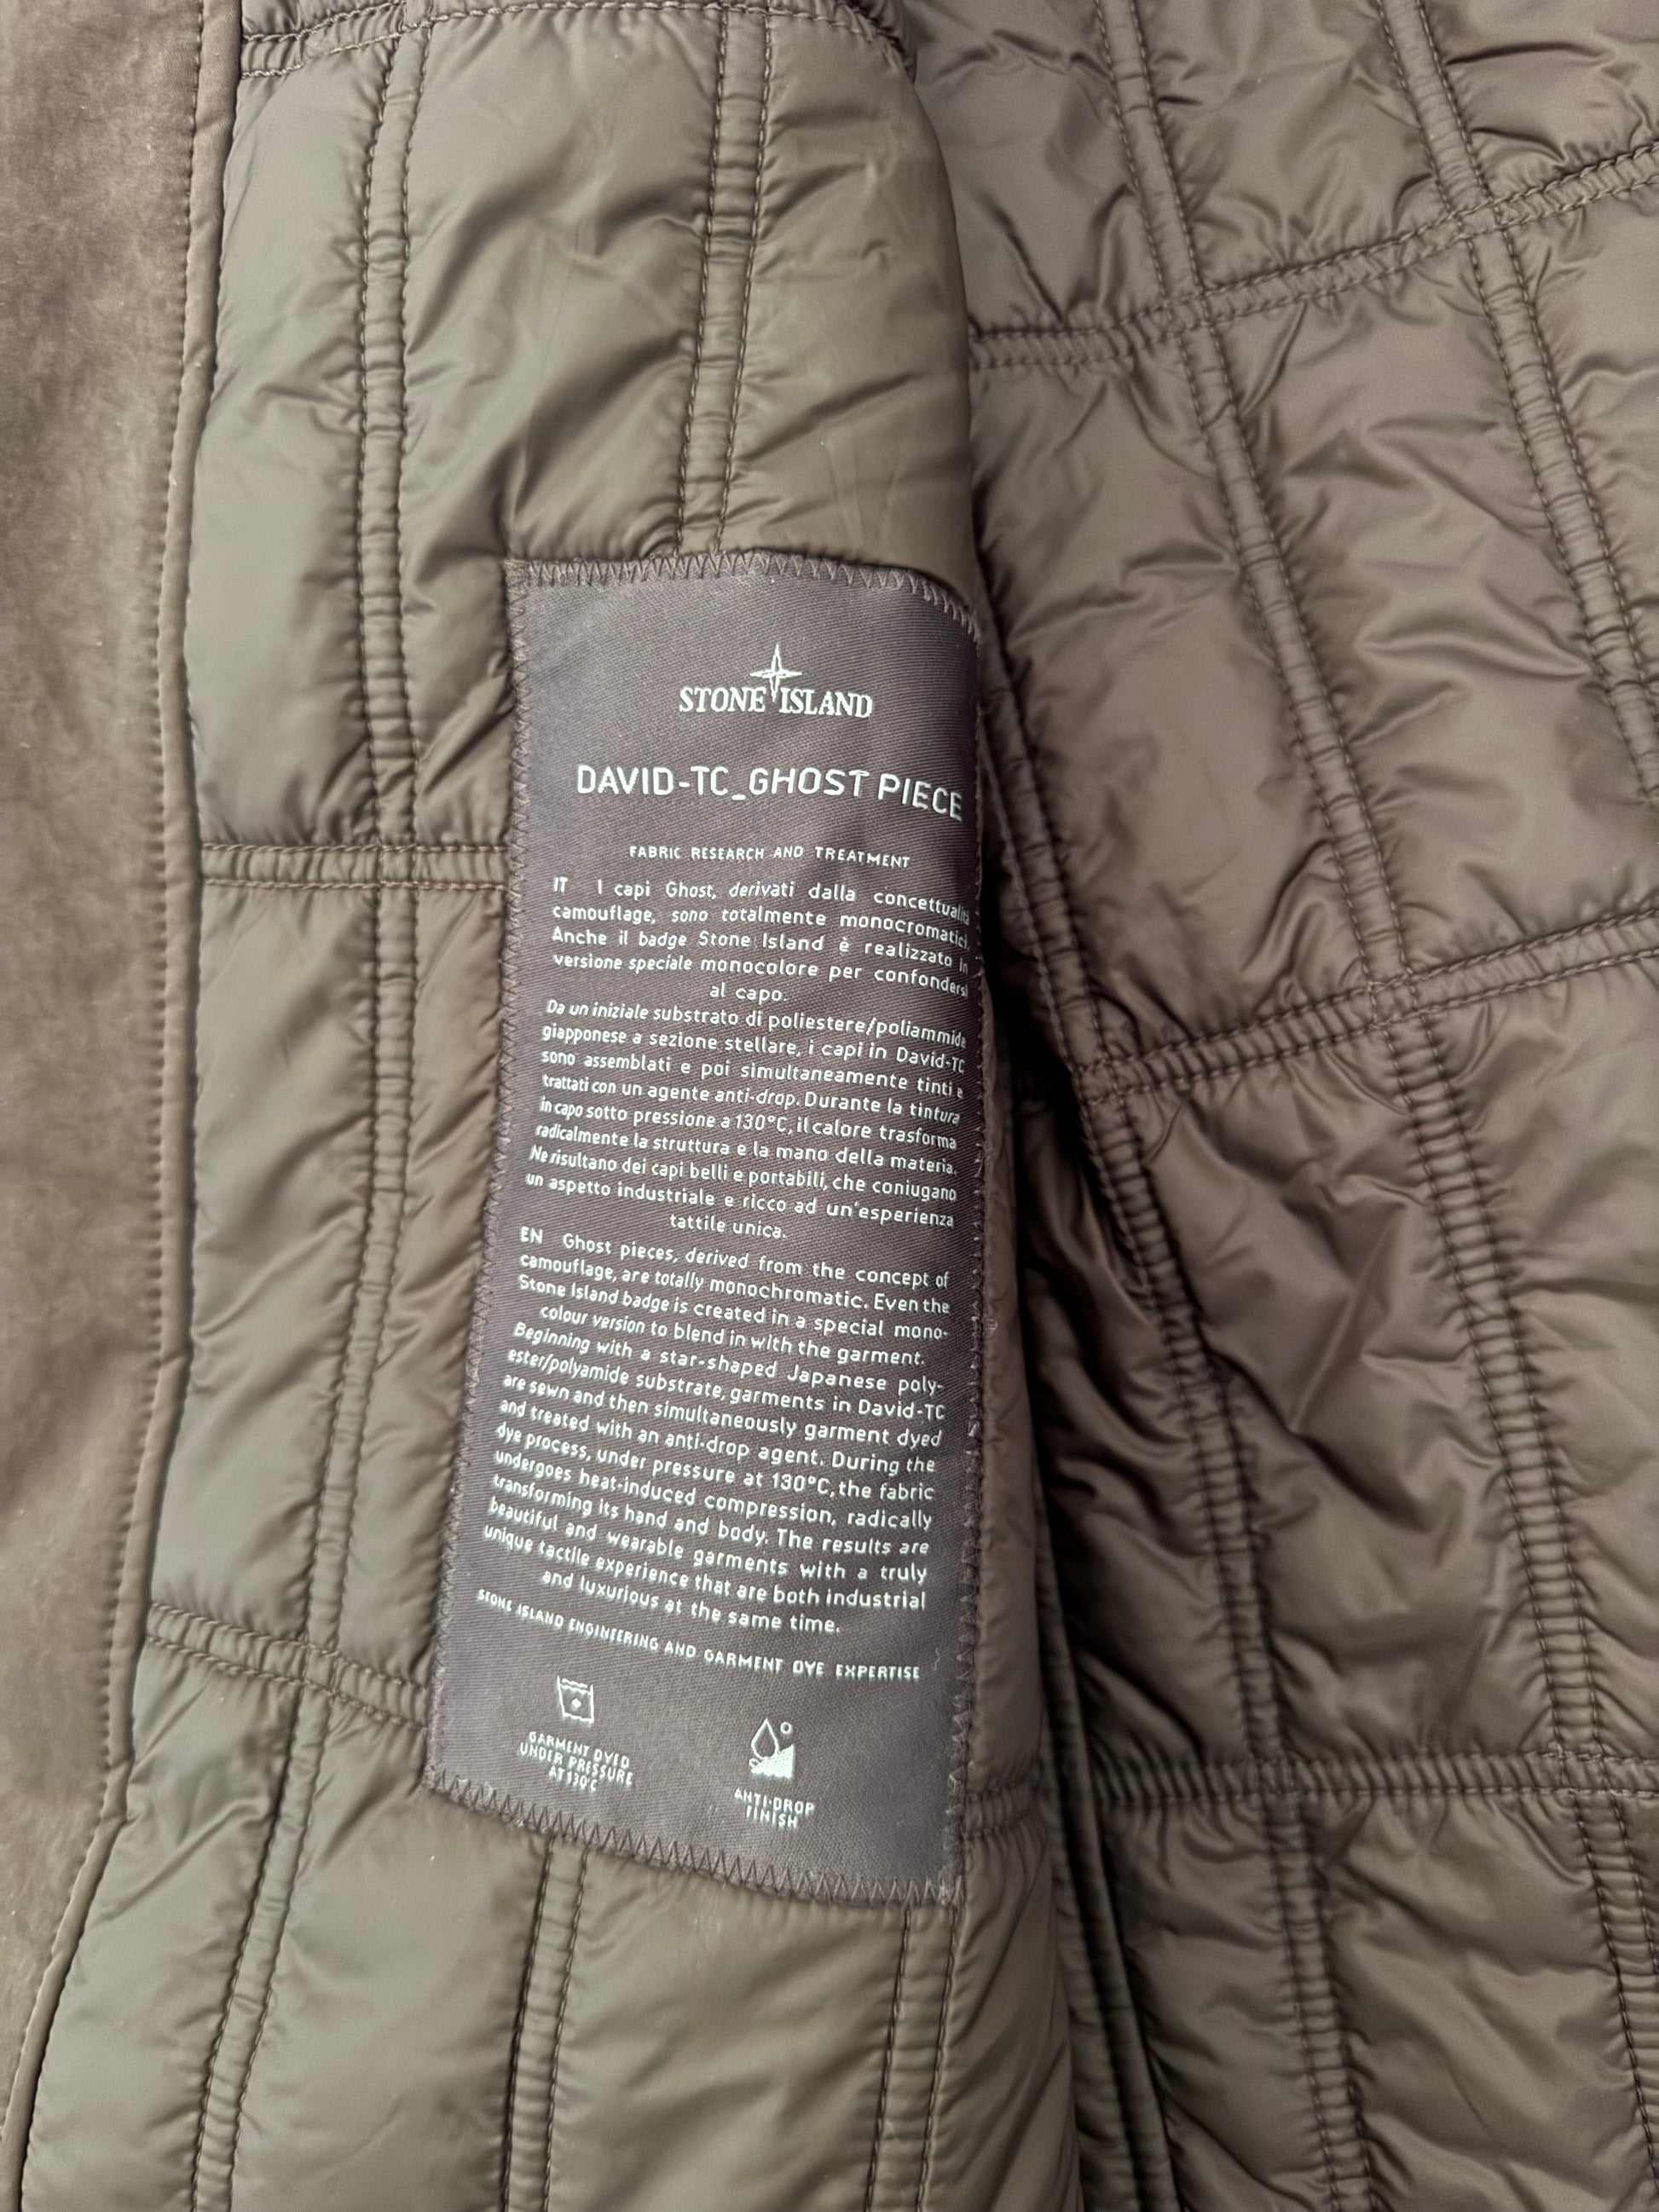 STONE ISLAND
DAVID-TC_GHOST PIECE
FABRIC RESEARCH AND TREATMENT
IT I capi Ghost, derivati dalla concettualità
camouflage, sono totalmente monocromatici.
Anche il badge Stone Island è realizzato in
versione speciale monocolore per confondersi
al capo.
Da un iniziale substrato di poliestere/poliammide
giapponese a sezione stellare, i capi in David-TC
sono assemblati e poi simultaneamente tinti e
trattati con un agente anti-drop. Durante la tintura
in capo sotto pressione a 130°C, il calore trasforma
radicalmente la struttura e la mano della materia.
Ne risultano dei capi belli e portabili, che coniugano
un aspetto industriale e ricco ad un'esperienza
tattile unica.
EN Ghost pieces, derived from the concept of
camouflage, are totally monochromatic. Even the
Stone Island badge is created in a special mono-
colour version to blend in with the garment.
Beginning with a star-shaped Japanese poly-
ester/polyamide substrate, garments in David-TC
are sewn and then simultaneously garment dyed
and treated with an anti-drop agent. During the
dye process, under pressure at 130°C, the fabric
undergoes heat-induced compression, radically
transforming its hand and body. The results are
beautiful and wearable garments with a truly
unique tactile experience that are both industrial
and luxurious at the same time.
STONE ISLAND ENGINEERING AND GARMENT DYE EXPERTISE
GARMENT DYED
UNDER PRESSURE
AT 130°C
ANTI-DROP
FINISH